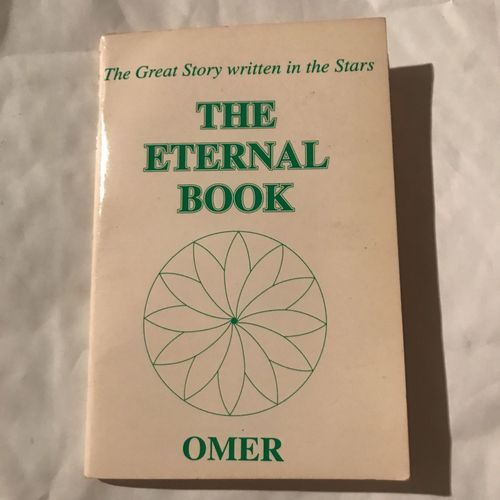 The Great Story written in the Stars
THE
ETERNAL
BOOK
OMER